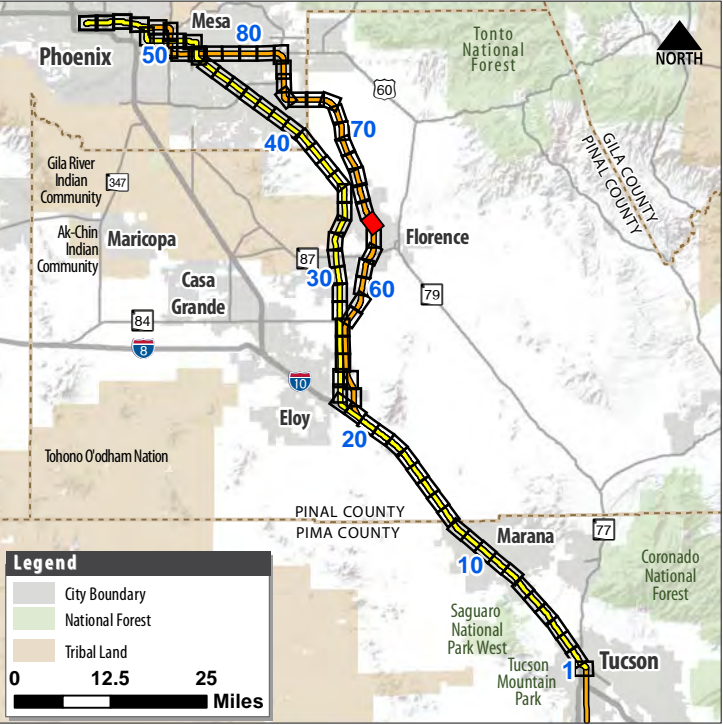 Mesa
80
Tonto
National
Forest
NORTH
Phoenix
50
60
70
40
GILA COUNTY
PINAL COUNTY
Gila River
Indian
Community
347
Ak-Chin
Indian
Community
Maricopa
Florence
87
30
60
Casa
Grande
79
84
8
10
Eloy
20
Tohono O'odham Nation
PINAL COUNTY
PIMA COUNTY
Marana
77
10
Coronado
National
Forest
Saguaro
National
Park West
Tucson
Mountain
Park
1
Tucson
Legend
City Boundary
National Forest
Tribal Land
0 12.5 25
Miles